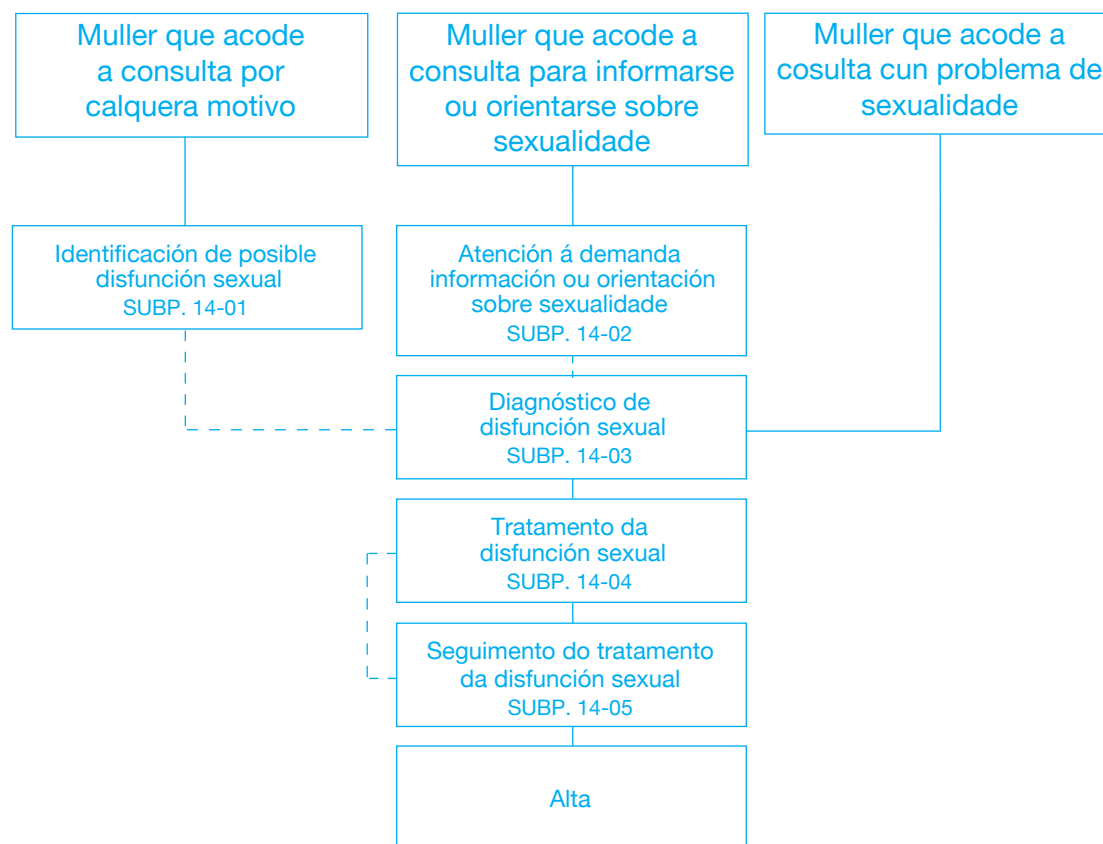 Muller que acode
a consulta por
calquera motivo
Muller que acode a
consulta para informarse
ou orientarse sobre
sexualidade
Muller que acode a
cosulta cun problema de
sexualidade
Identificación de posible
disfunción sexual
SUBP. 14-01
Atención á demanda
información ou orientación
sobre sexualidade
SUBP. 14-02
Diagnóstico de
disfunción sexual
SUBP. 14-03
Tratamento da
disfunción sexual
SUBP. 14-04
Seguimento do tratamento
da disfunción sexual
SUBP. 14-05
Alta